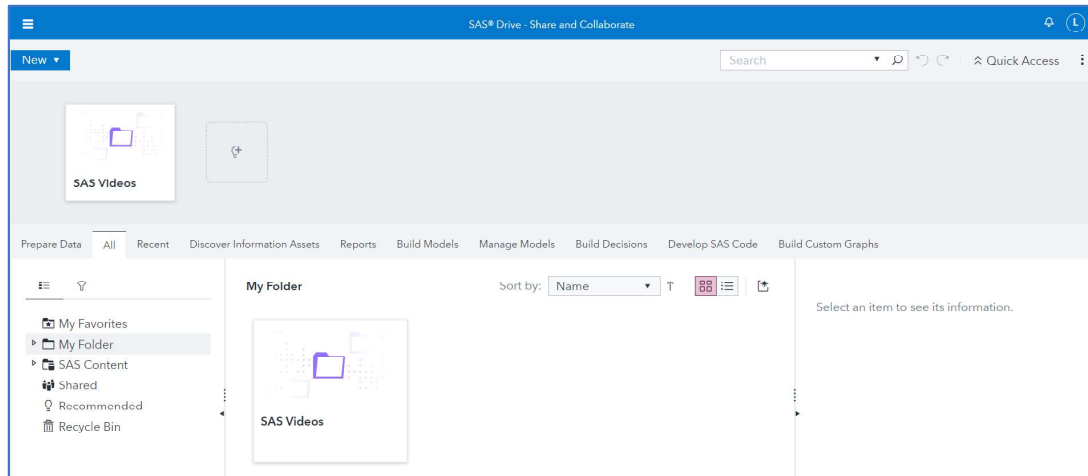 SAS® Drive - Share and Collaborate
L
New
Search
Quick Access
SAS Videos
Prepare Data All Recent Discover Information Assets Reports Build Models Manage Models Build Decisions Develop SAS Code Build Custom Graphs
My Folder Sort by: Name
Select an item to see its information.
My Favorites
My Folder
SAS Content
Shared
Recommended
Recycle Bin
SAS Videos